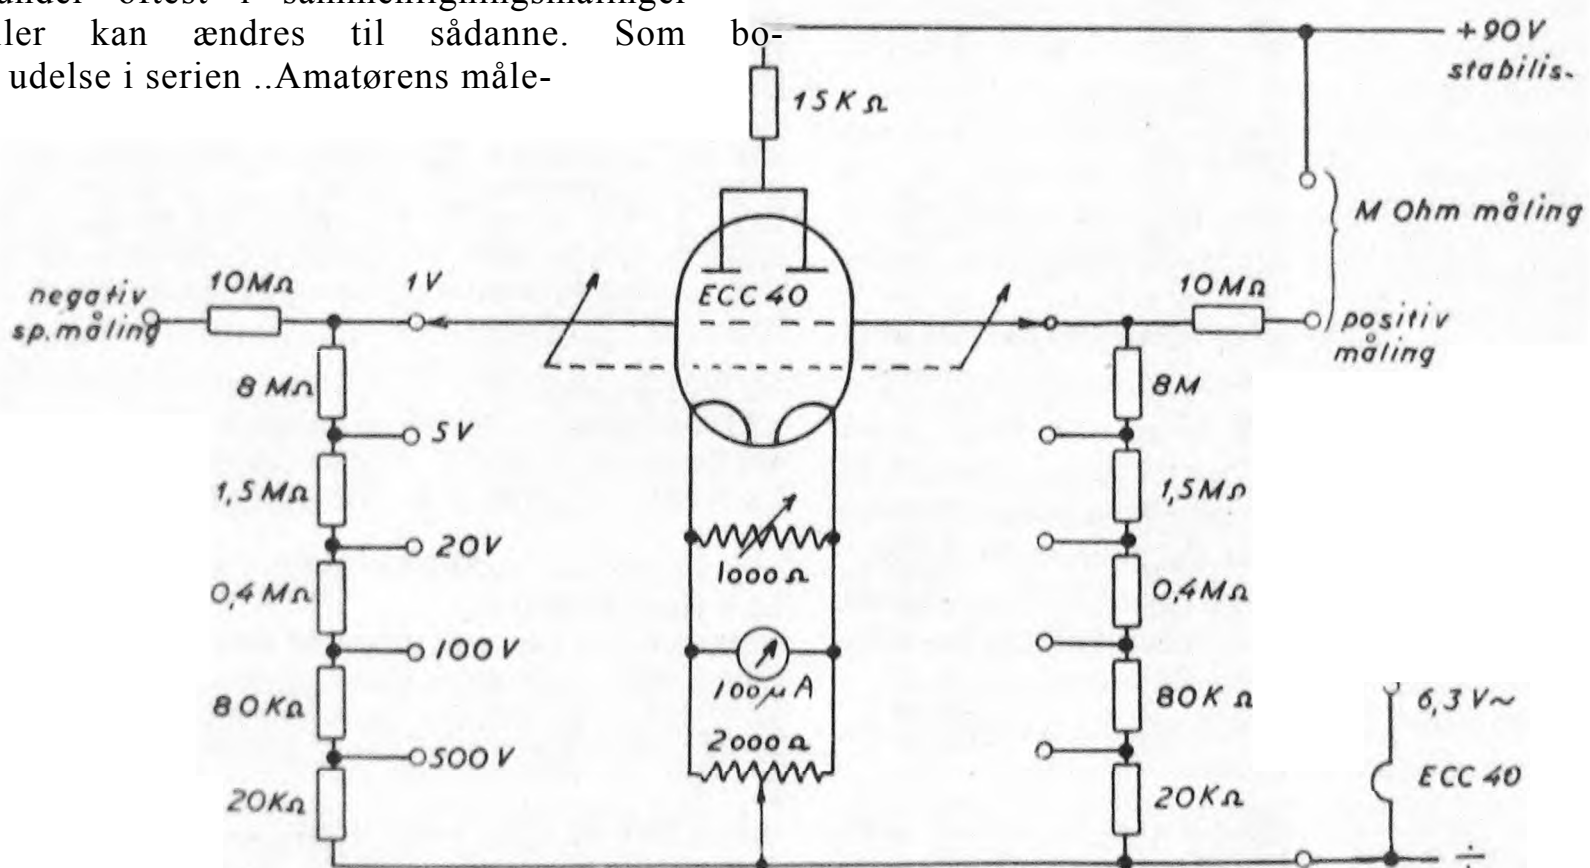 iller kan ændres til sådanne. Som bo-
udelse i serien ..Amatørens måle-
+90V
stabilis.
15KΩ
M Ohm måling
negativ
sp.måling
10MΩ
1V
ECC40
10MΩ
positiv
måling
8MΩ
8M
5V
1,5MΩ
1,5MΩ
20V
1000Ω
0,4MΩ
0,4MΩ
100V
100µA
80KΩ
80KΩ
6,3V~
2000Ω
500V
ECC40
20KΩ
20KΩ
÷